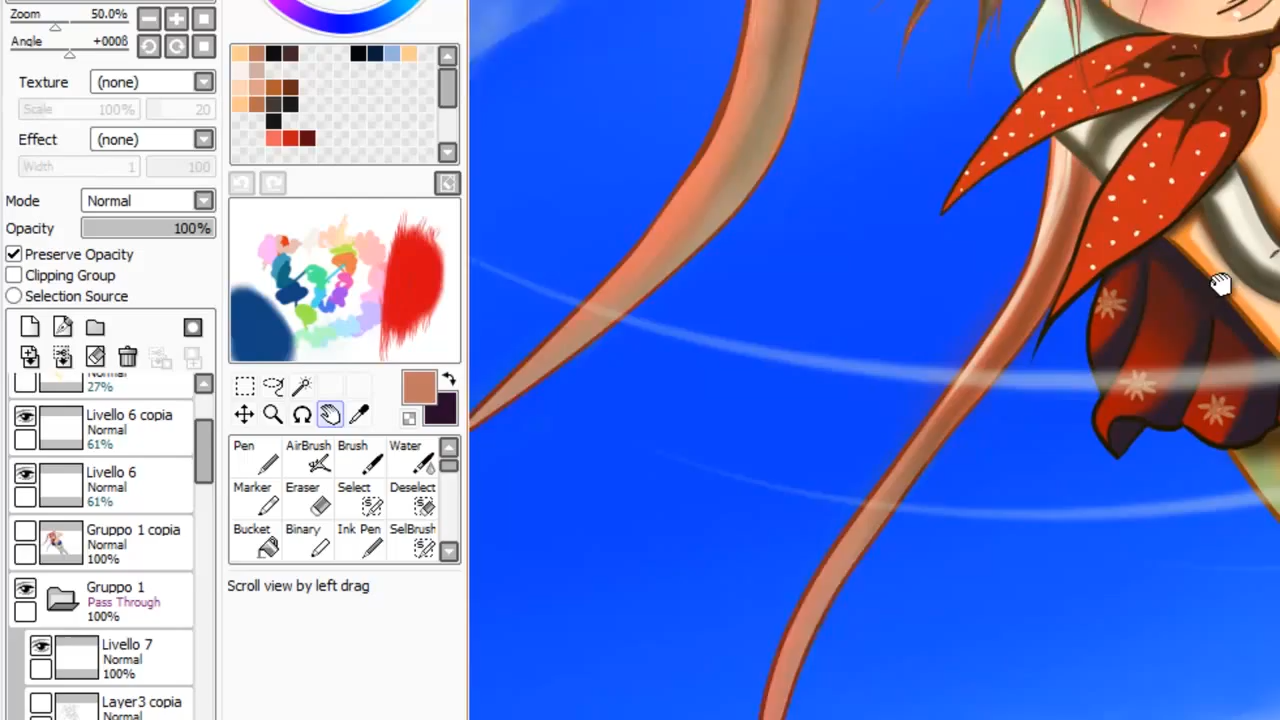 Zoom 50.0%
Angle +000ß
Texture (none)
Scale 100% 20
Effect (none)
Width 1 100
Mode Normal
Opacity 100%
Preserve Opacity
Clipping Group
Selection Source
Normal
27%
Livello 6 copia
Normal
61%
Livello 6
Normal
61%
Gruppo 1 copia
Normal
100%
Gruppo 1
Pass Through
100%
Livello 7
Normal
100%
Layer3 copia
Normal
Pen AirBrush Brush Water
Marker Eraser Select Deselect
Bucket Binary Ink Pen SelBrush
Scroll view by left drag